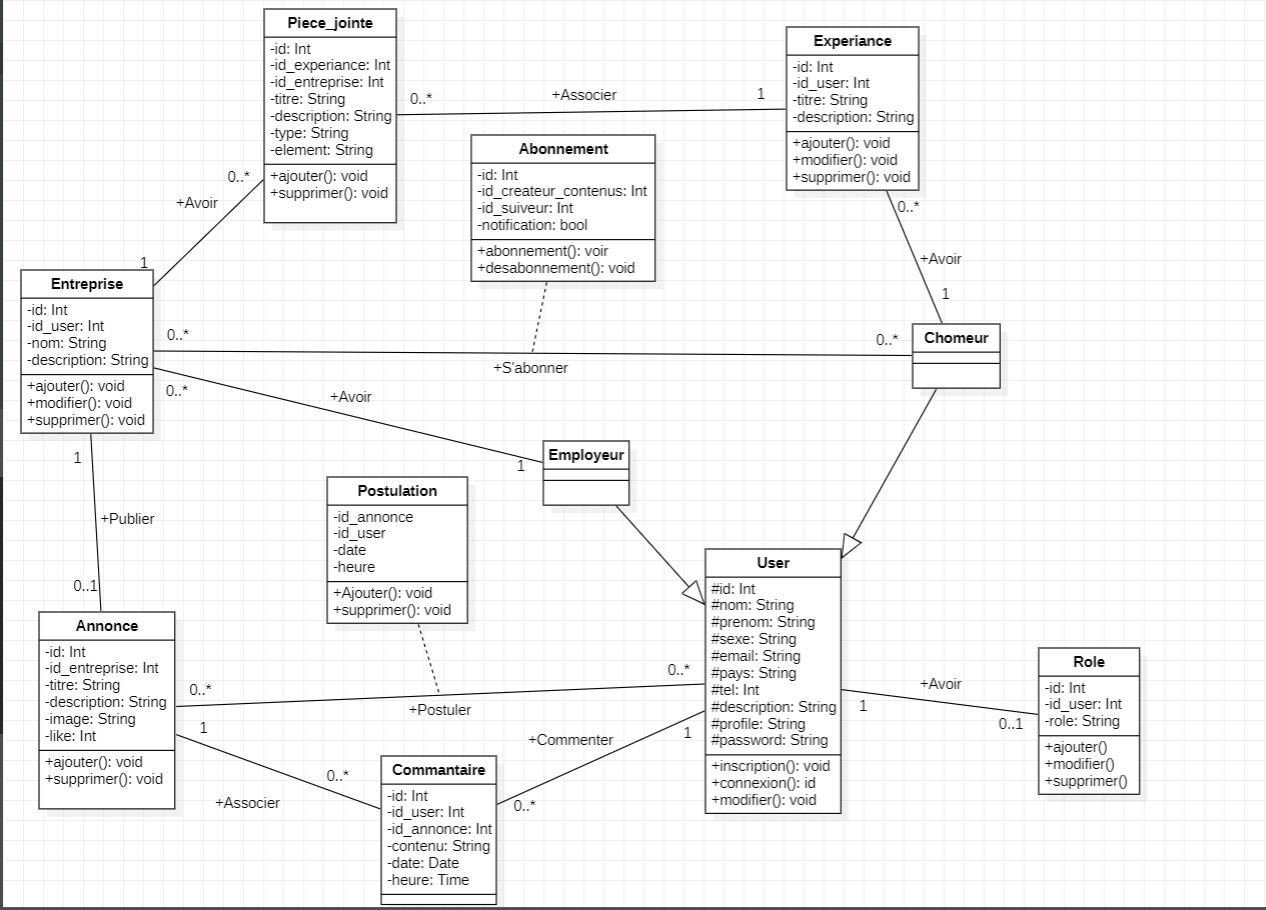 Piece_jointe
-id: Int
-id_experiance: Int
-id_entreprise: Int
-titre: String
-description: String
-type: String
-element: String
+ajouter(): void
+supprimer(): void
0..*
+Associer
1
Experiance
-id: Int
-id_user: Int
-titre: String
-description: String
+ajouter(): void
+modifier(): void
+supprimer(): void
Abonnement
-id: Int
-id_createur_contenus: Int
-id_suiveur: Int
-notification: bool
+abonnement(): voir
+desabonnement(): void
0..*
+Avoir
1
0..*
+Avoir
1
Entreprise
-id: Int
-id_user: Int
-nom: String
-description: String
+ajouter(): void
+modifier(): void
+supprimer(): void
0..*
+S'abonner
0..*
Chomeur
0..*
+Avoir
1
Employeur
1
+Publier
0..1
Postulation
-id_annonce
-id_user
-date
-heure
+Ajouter(): void
+supprimer(): void
User
#id: Int
#nom: String
#prenom: String
#sexe: String
#email: String
#pays: String
#tel: Int
#description: String
#profile: String
#password: String
+inscription(): void
+connexion(): id
+modifier(): void
Annonce
-id: Int
-id_entreprise: Int
-titre: String
-description: String
-image: String
-like: Int
+ajouter(): void
+supprimer(): void
0..*
+Postuler
0..*
1
+Avoir
0..1
Role
-id: Int
-id_user: Int
-role: String
+ajouter()
+modifier()
+supprimer()
1
+Associer
0..*
+Commenter
1
0..*
Commantaire
-id: Int
-id_user: Int
-id_annonce: Int
-contenu: String
-date: Date
-heure: Time